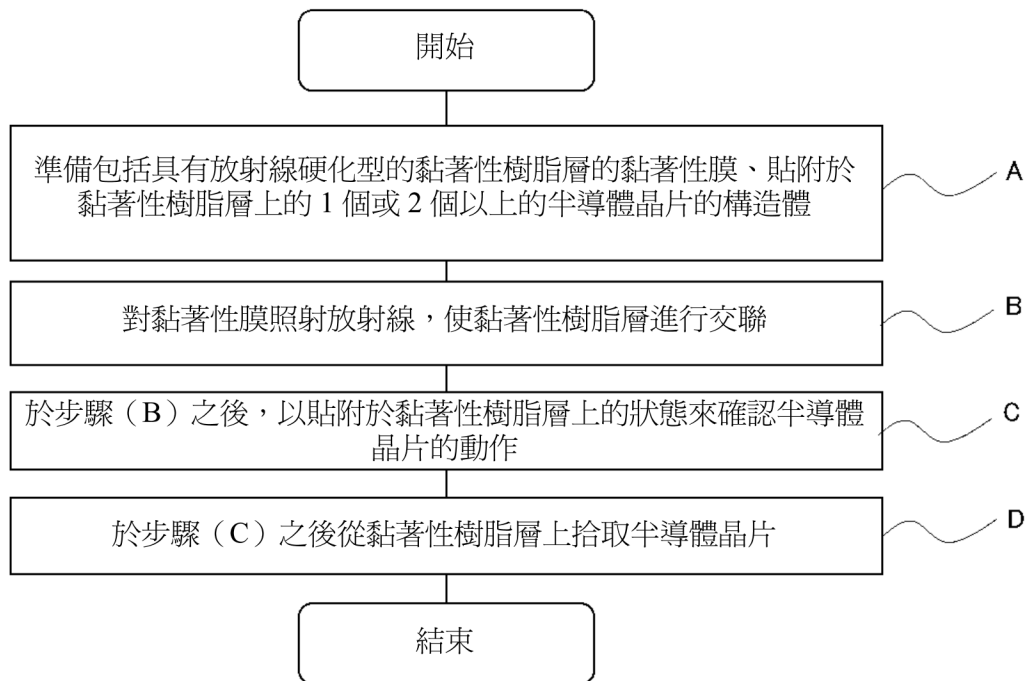 開始
準備包括具有放射線硬化型的黏著性樹脂層的黏著性膜、貼附於
黏著性樹脂層上的 1 個或 2 個以上的半導體晶片的構造體
A
對黏著性膜照射放射線，使黏著性樹脂層進行交聯
B
於步驟（B）之後，以貼附於黏著性樹脂層上的狀態來確認半導體
晶片的動作
C
於步驟（C）之後從黏著性樹脂層上拾取半導體晶片
D
結束